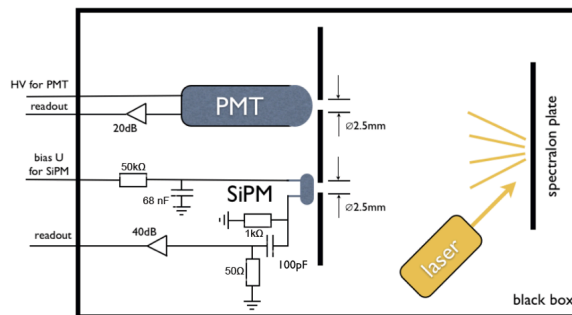 HV for PMT
readout
20dB
PMT
⌀2.5mm
bias U
for SiPM
50kΩ
68 nF
SiPM
⌀2.5mm
1kΩ
readout
40dB
100pF
50Ω
laser
spectralon plate
black box